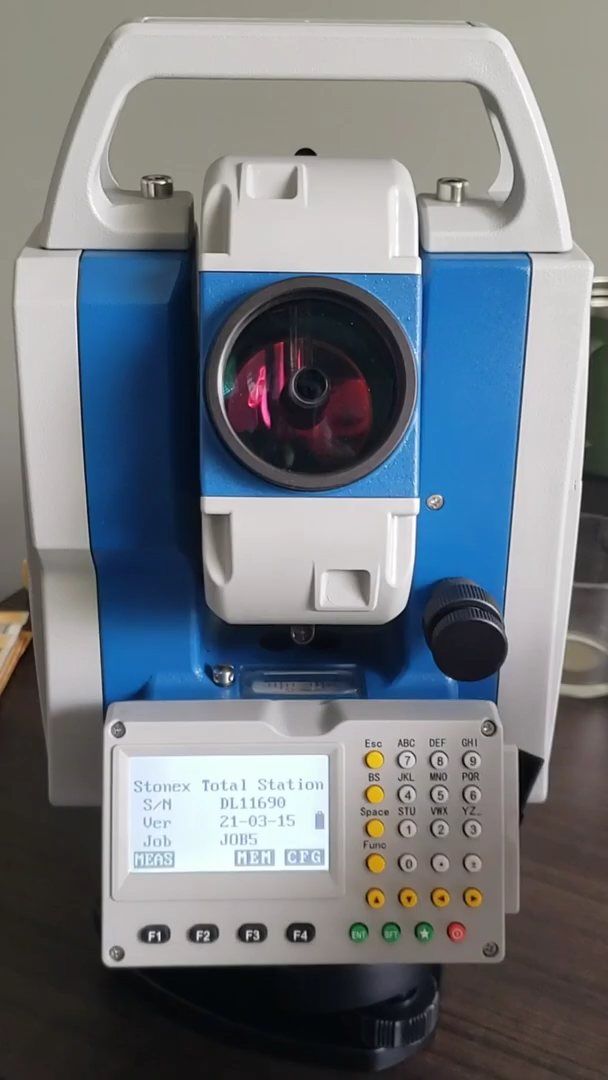 Stonex Total Station
S/N DL11690
Ver 21-03-15
Job JOB5
MEAS MEM CFG
Esc ABC DEF GHI
7 8 9
BS JKL MNO PQR
4 5 6
Space STU VWX YZ_
1 2 3
Func
0 . ±
F1 F2 F3 F4
ENT SFT